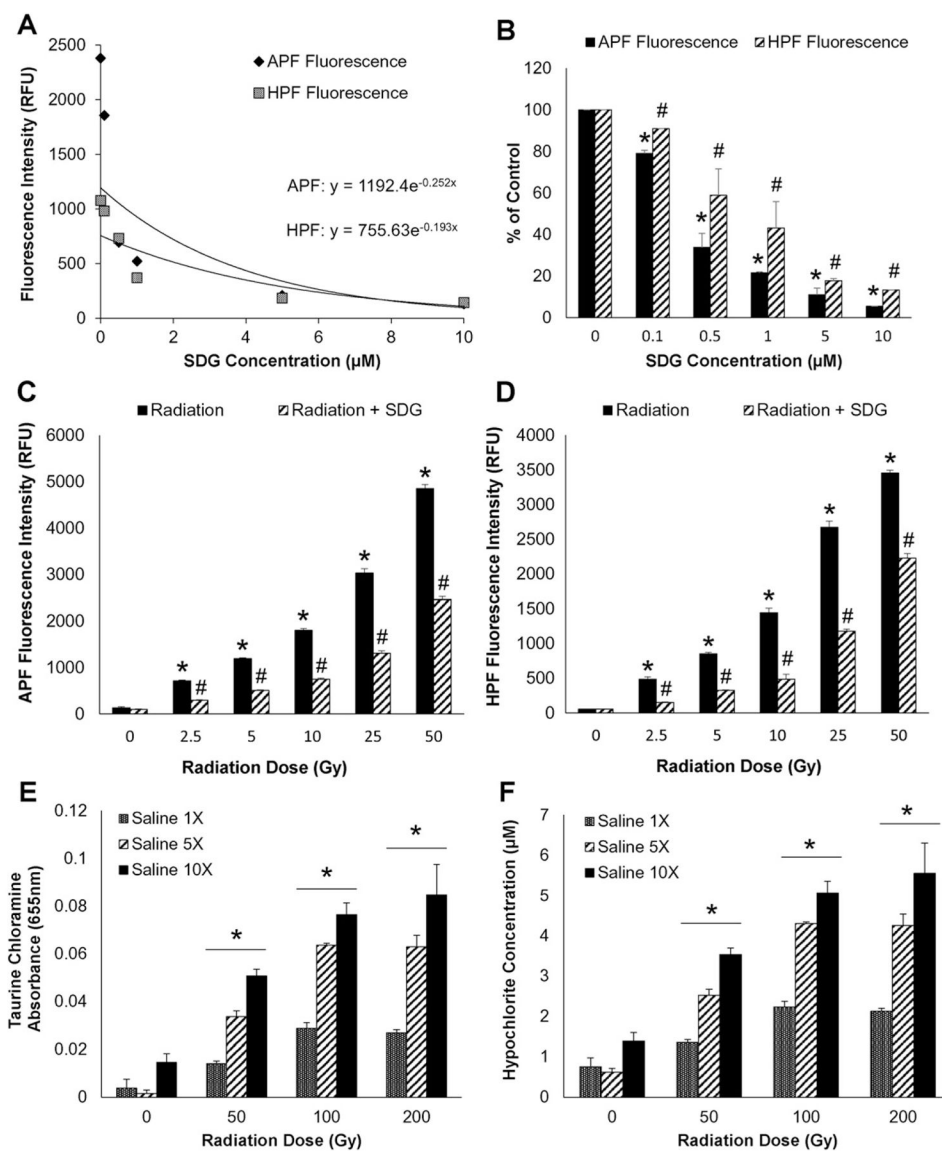 A
APF Fluorescence
HPF Fluorescence
Fluorescence Intensity (RFU)
2500
2000
1500
1000
500
0
APF: y = 1192.4e-0.252x
HPF: y = 755.63e-0.193x
0 2 4 6 8 10
SDG Concentration (µM)
B
APF Fluorescence HPF Fluorescence
% of Control
120
100
80
60
40
20
0
* # * # * # * # * #
0 0.1 0.5 1 5 10
SDG Concentration (µM)
C
Radiation Radiation + SDG
APF Fluorescence Intensity (RFU)
6000
5000
4000
3000
2000
1000
0
* # * # * # * # * #
0 2.5 5 10 25 50
Radiation Dose (Gy)
D
Radiation Radiation + SDG
HPF Fluorescence Intensity (RFU)
4000
3500
3000
2500
2000
1500
1000
500
0
* # * # * # * # * #
0 2.5 5 10 25 50
Radiation Dose (Gy)
E
Saline 1X
Saline 5X
Saline 10X
Taurine Chloramine
Absorbance (655nm)
0.12
0.1
0.08
0.06
0.04
0.02
0
* * *
0 50 100 200
Radiation Dose (Gy)
F
Saline 1X
Saline 5X
Saline 10X
Hypochlorite Concentration (µM)
7
6
5
4
3
2
1
0
* * *
0 50 100 200
Radiation Dose (Gy)